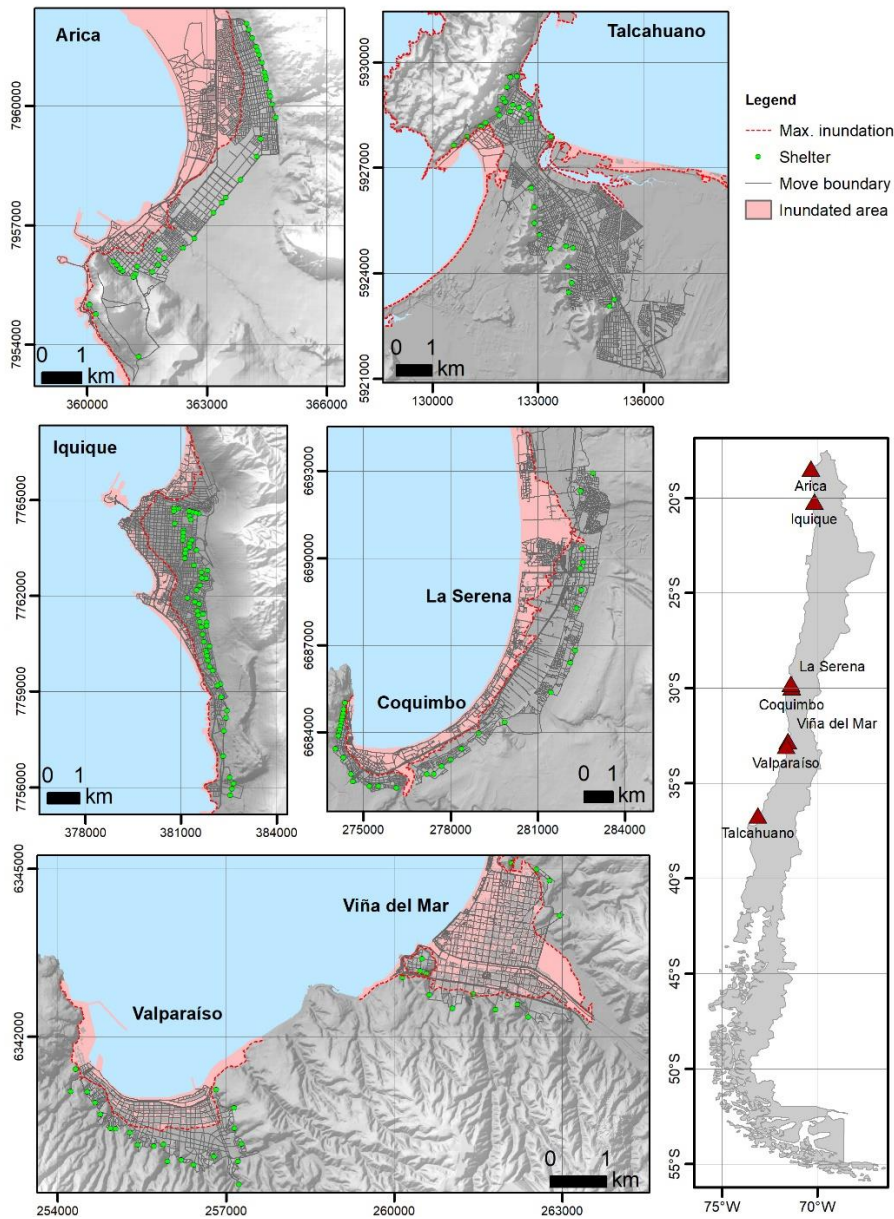 Arica
7960000
7957000
7954000
0 1
km
360000 363000 366000
Talcahuano
5930000
5927000
5924000
5921000
0 1
km
130000 133000 136000
Legend
Max. inundation
Shelter
Move boundary
Inundated area
Iquique
7765000
7762000
7759000
7756000
0 1
km
378000 381000 384000
6693000
6690000
6687000
6684000
La Serena
Coquimbo
0 1
km
275000 278000 281000 284000
Viña del Mar
Valparaíso
6345000
6342000
0 1
km
254000 257000 260000 263000
Arica
Iquique
La Serena
Coquimbo
Viña del Mar
Valparaíso
Talcahuano
20°S
25°S
30°S
35°S
40°S
45°S
50°S
55°S
75°W 70°W